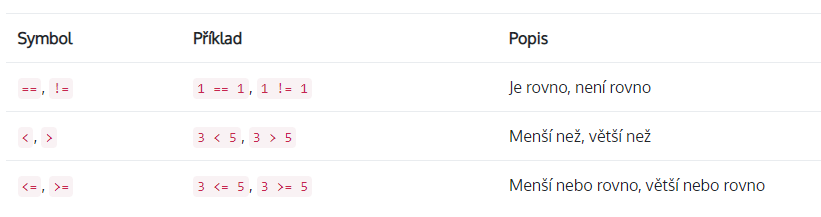 Symbol Příklad Popis
==, != 1 == 1, 1 != 1 Je rovno, není rovno
<, > 3 < 5, 3 > 5 Menší než, větší než
<=, >= 3 <= 5, 3 >= 5 Menší nebo rovno, větší nebo rovno